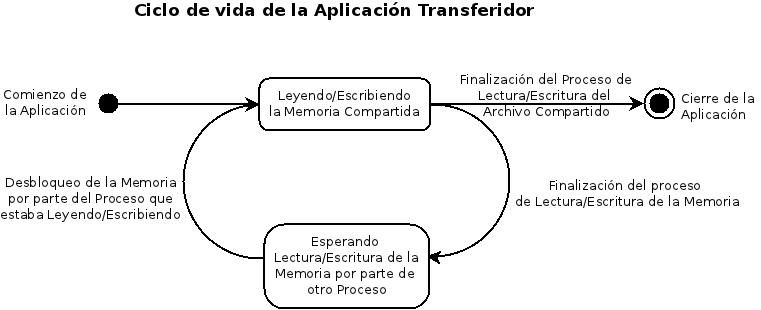 Ciclo de vida de la Aplicación Transferidor
Comienzo de
la Aplicación
Leyendo/Escribiendo
la Memoria Compartida
Finalización del Proceso de
Lectura/Escritura del
Archivo Compartido
Cierre de la
Aplicación
Desbloqueo de la Memoria
por parte del Proceso que
estaba Leyendo/Escribiendo
Finalización del proceso
de Lectura/Escritura de la Memoria
Esperando
Lectura/Escritura de la
Memoria por parte de
otro Proceso